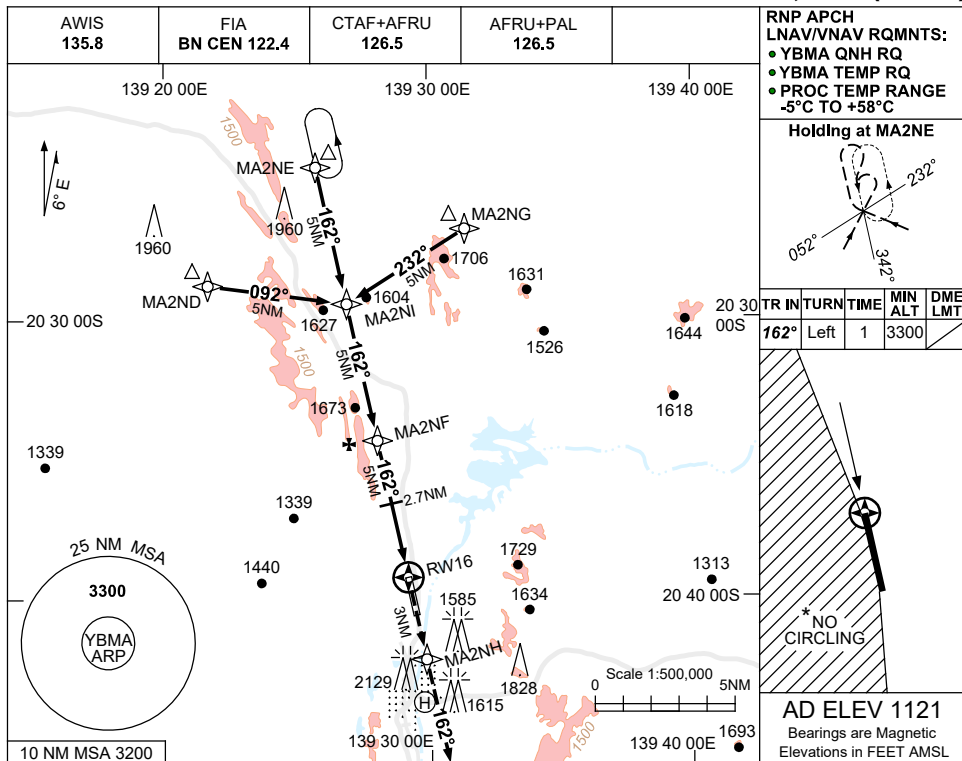 AWIS
135.8
FIA
BN CEN 122.4
CTAF+AFRU
126.5
AFRU+PAL
126.5
RNP APCH
LNAV/VNAV RQMNTS:
• YBMA QNH RQ
• YBMA TEMP RQ
• PROC TEMP RANGE
-5°C TO +58°C
139 20 00E
139 30 00E
139 40 00E
Holding at MA2NE
232°
052°
342°
6° E
1500
MA2NE
162°
5NM
1960
1960
MA2NG
232°
5NM
1706
MA2ND
092°
5NM
1604
MA2NI
1627
1631
1526
20 30 00S
20 30
00S
1644
TR IN
TURN
TIME
MIN
ALT
DME
LMT
162°
Left
1
3300
1500
162°
5NM
1673
1618
MA2NF
1339
162°
5NM
2.7NM
1339
25 NM MSA
3300
YBMA
ARP
1440
RW16
1729
1634
1313
20 40 00S
*NO
CIRCLING
3NM
1585
MA2NH
2129
H
1615
1828
162°
Scale 1:500,000
0
5NM
1500
1693
139 30 00E
139 40 00E
10 NM MSA 3200
AD ELEV 1121
Bearings are Magnetic
Elevations in FEET AMSL